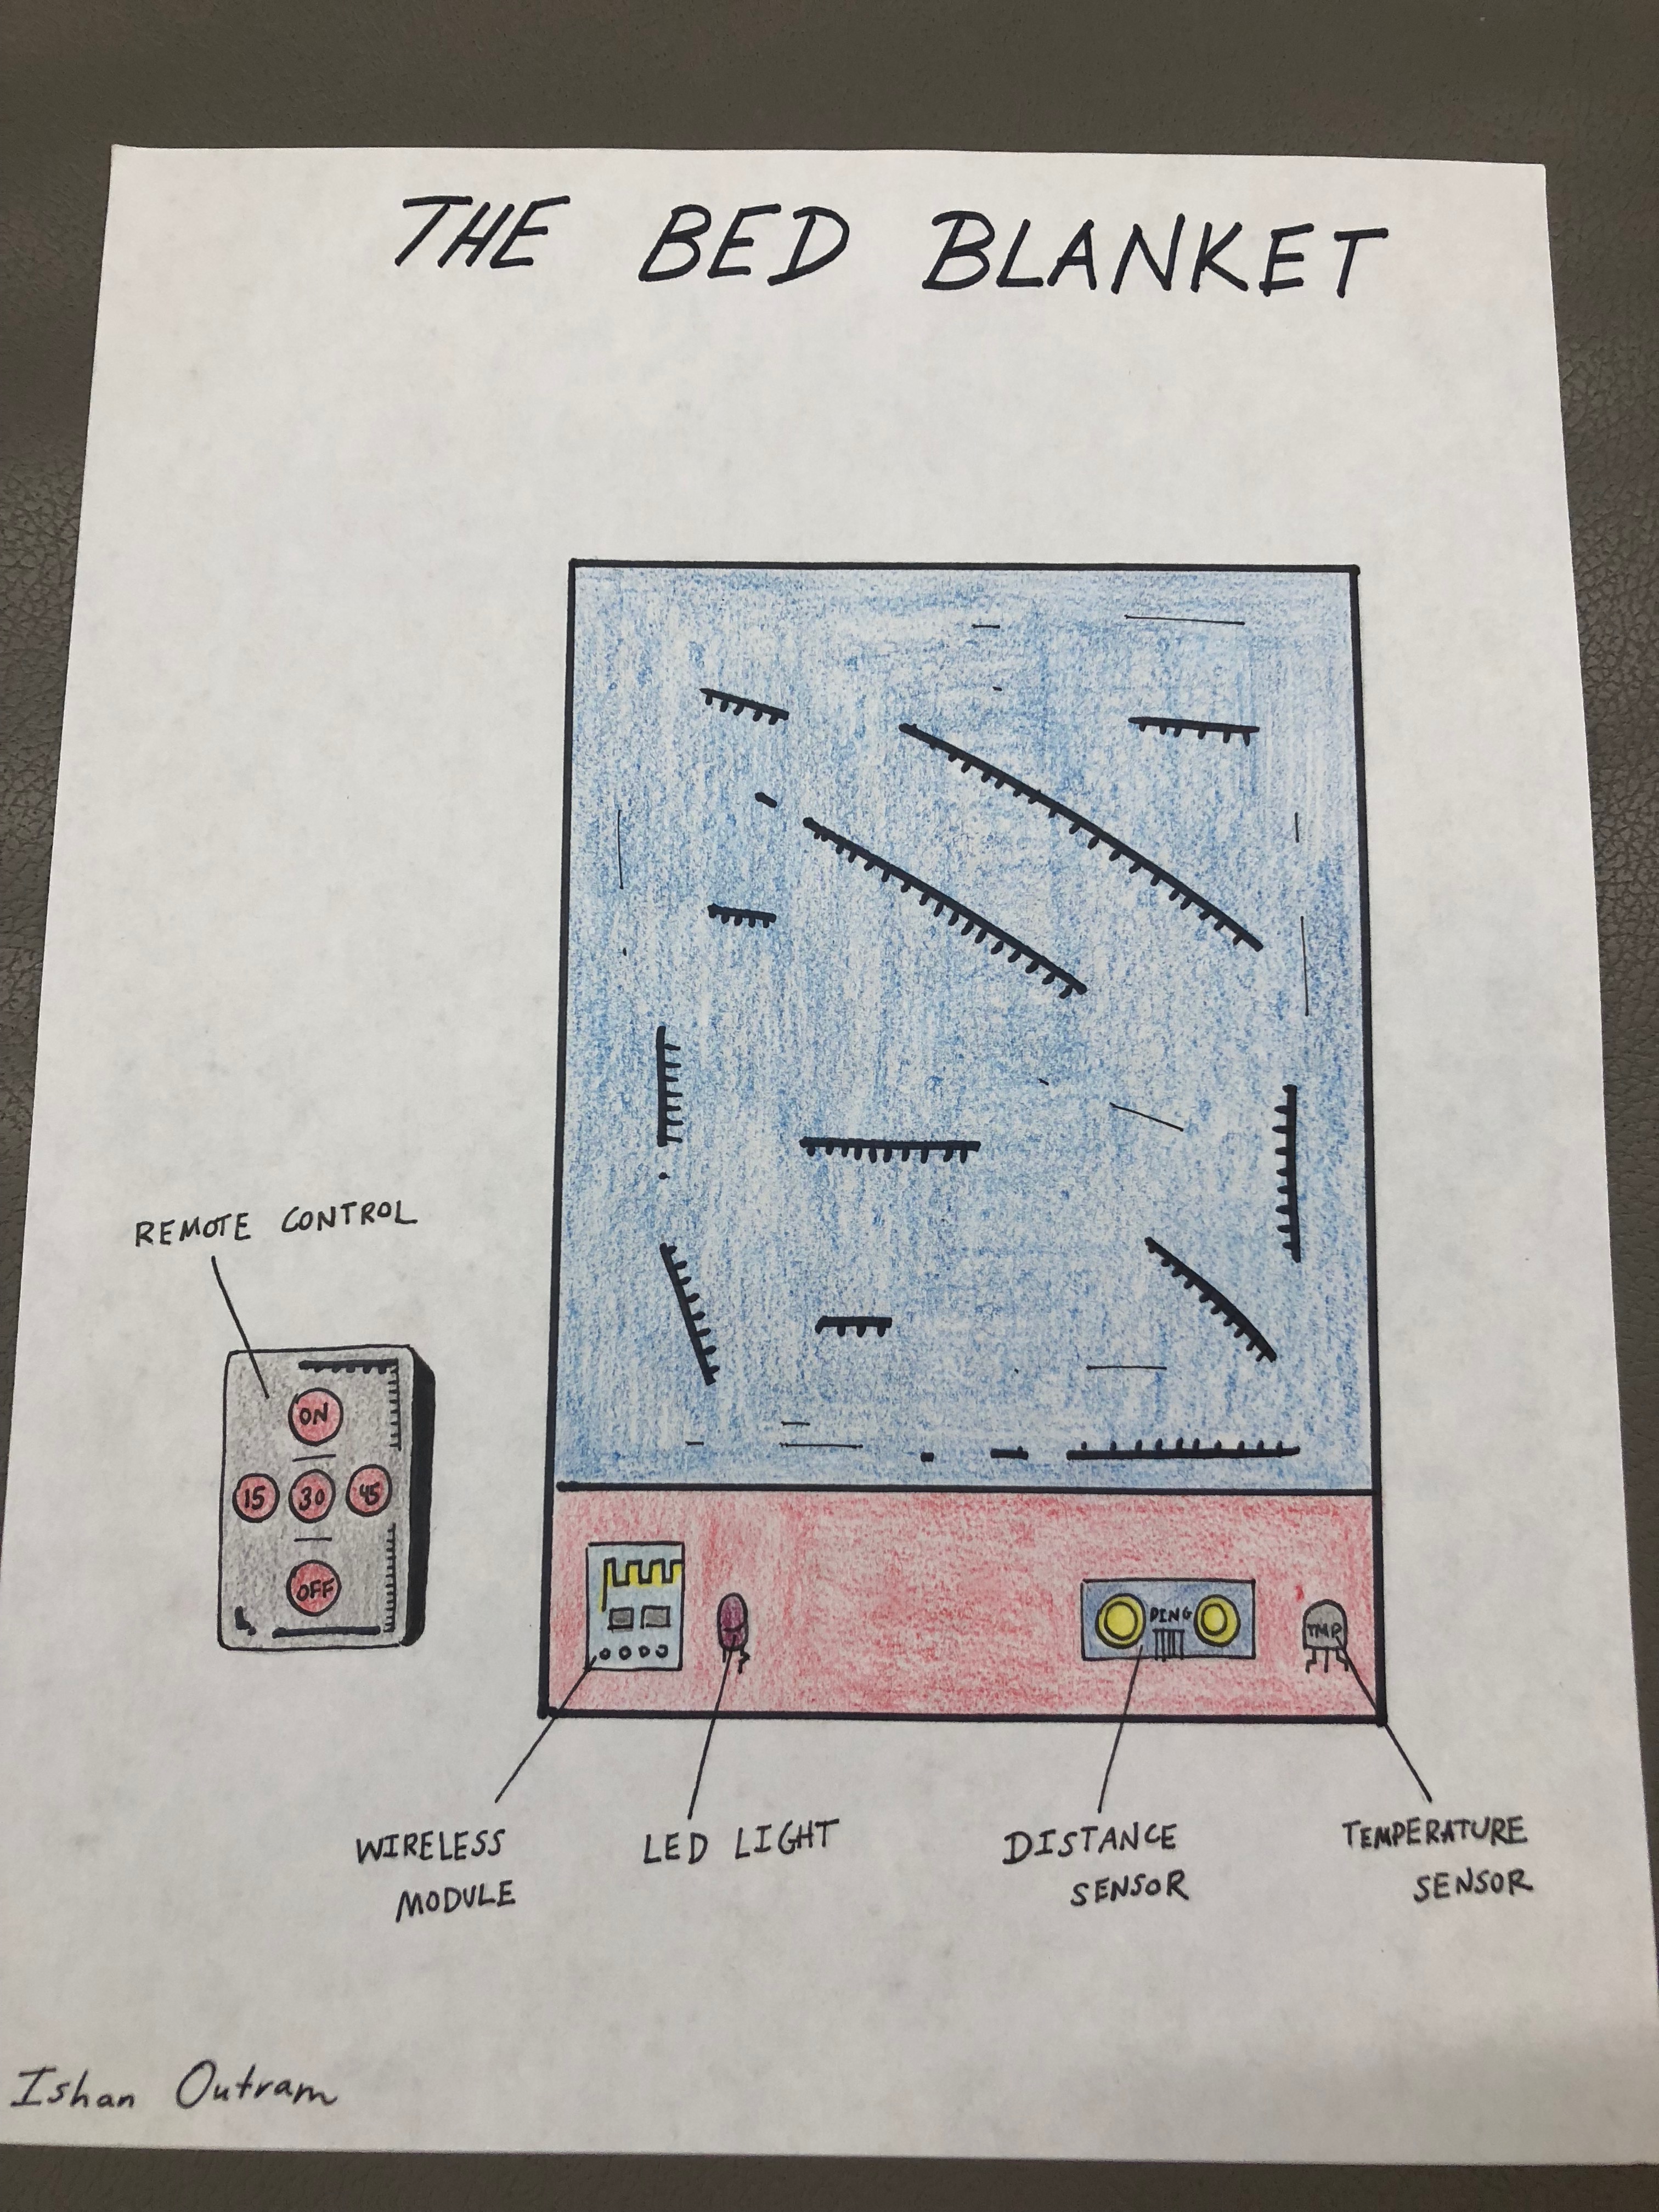 THE BED BLANKET
REMOTE CONTROL
ON
15 30 45
OFF
PING
TMP
WIRELESS
MODULE
LED LIGHT
DISTANCE
SENSOR
TEMPERATURE
SENSOR
Ishan Outram